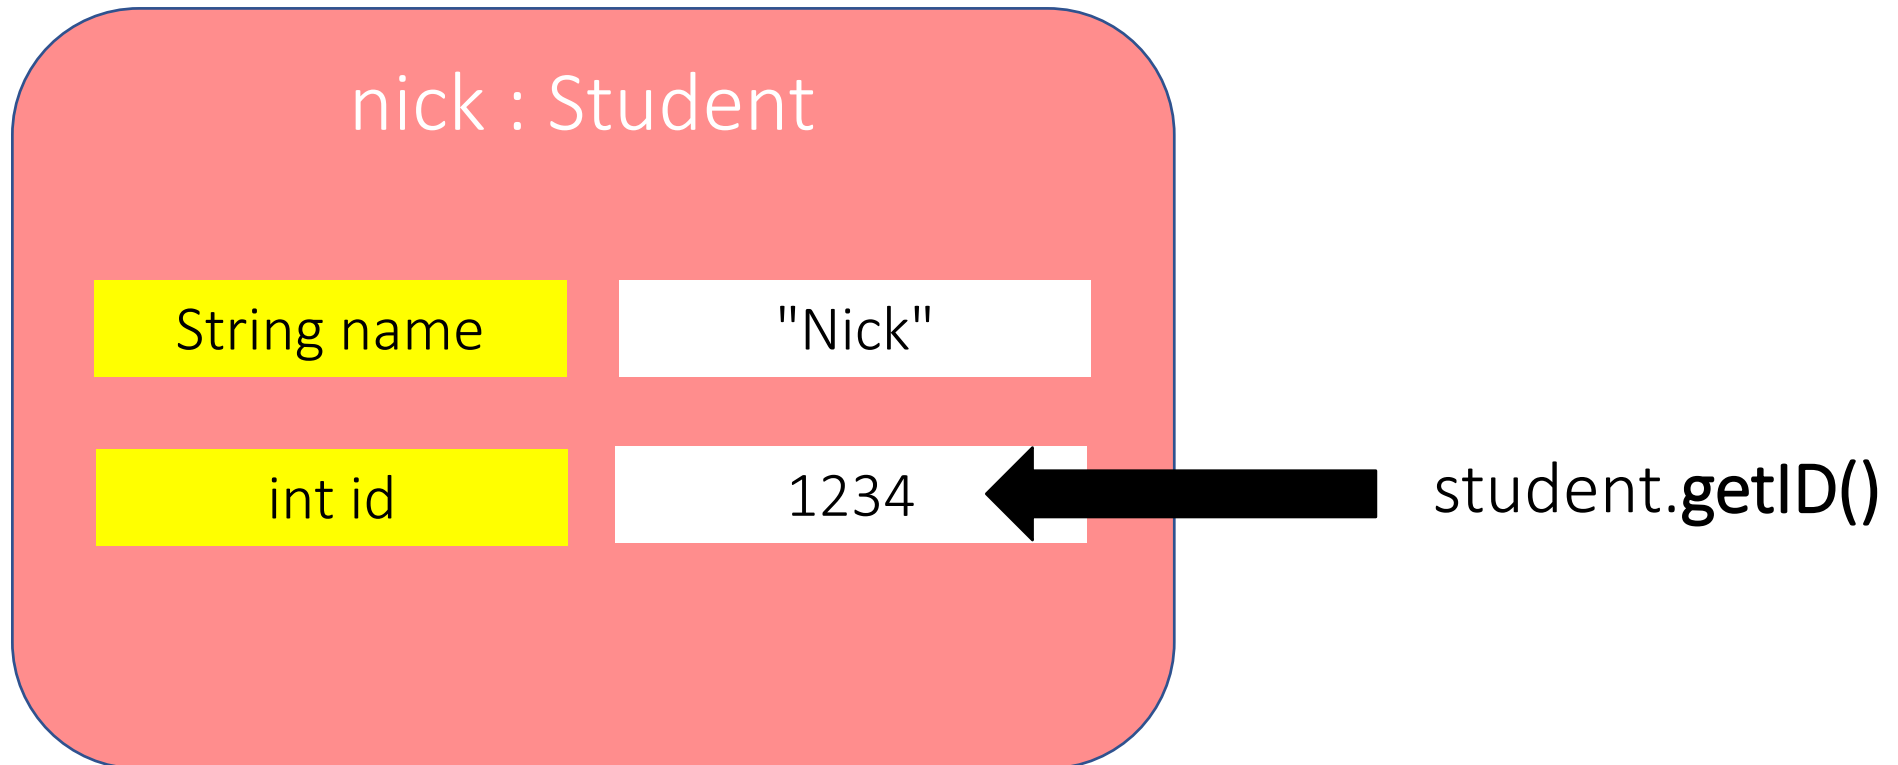 nick : Student
String name
"Nick"
int id
1234
student.getID()